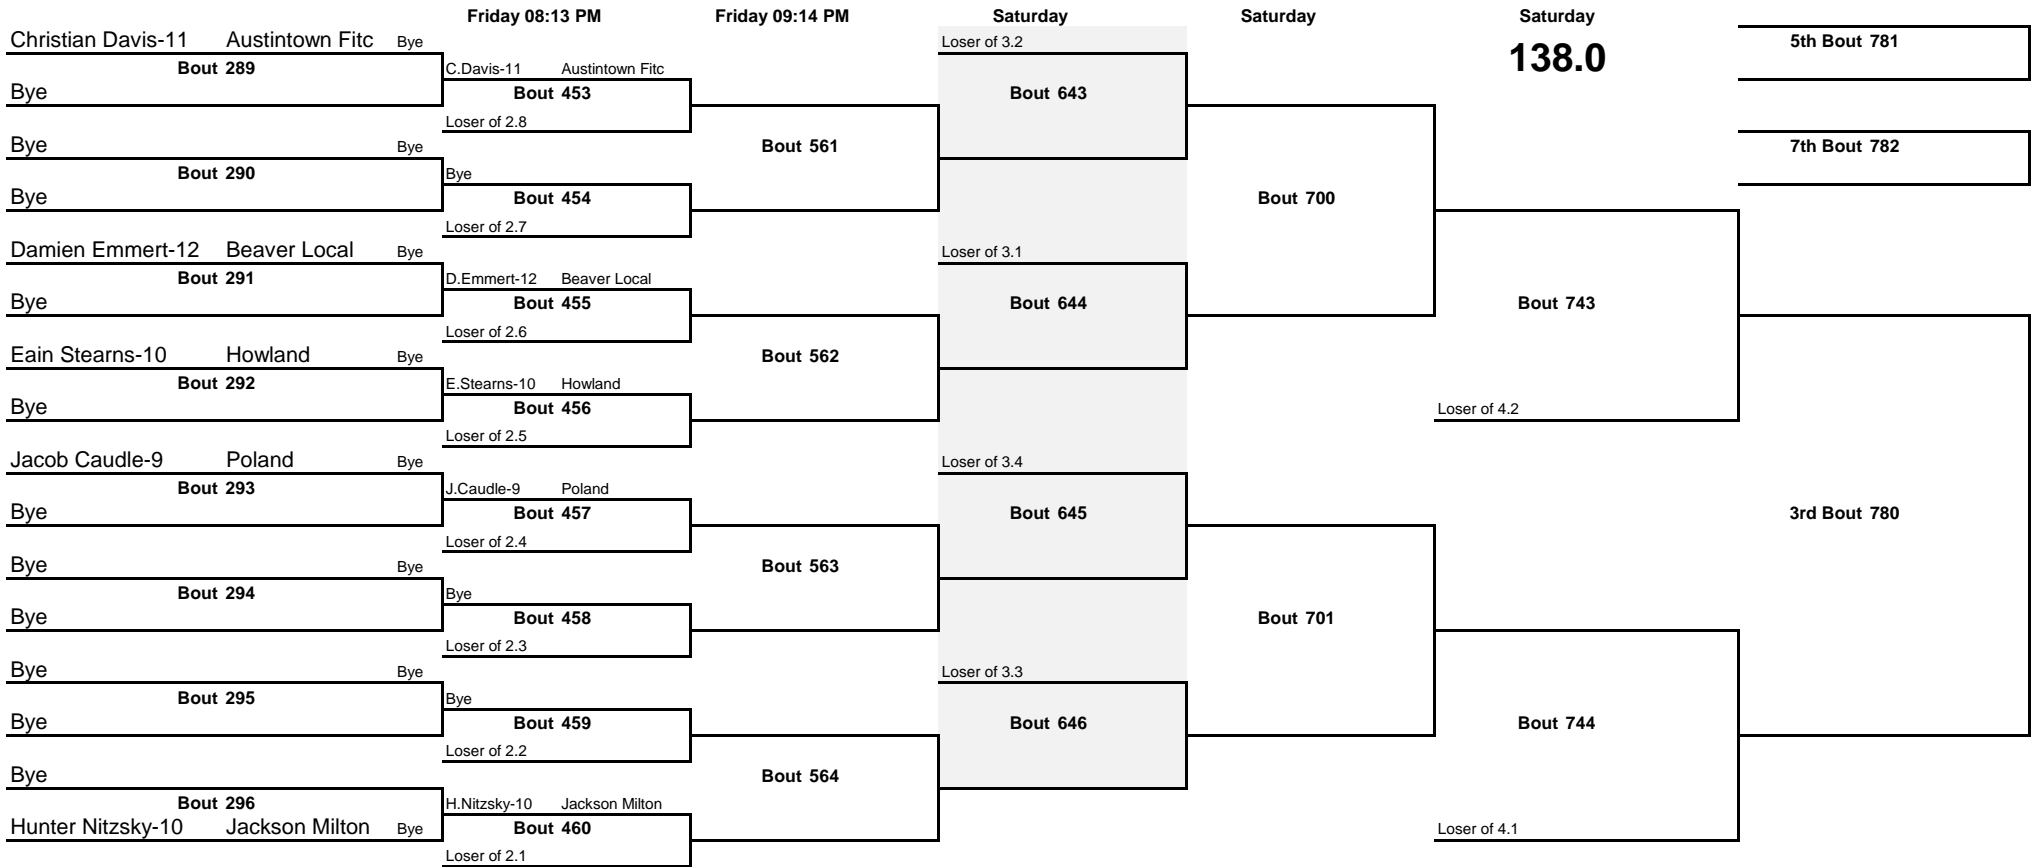 Friday 08:13 PM Friday 09:14 PM Saturday Saturday Saturday
138.0
Christian Davis-11 Austintown Fitc Bye
Bout 289
Bye
Bye Bye
Bout 290
Bye
Damien Emmert-12 Beaver Local Bye
Bout 291
Bye
Eain Stearns-10 Howland Bye
Bout 292
Bye
Jacob Caudle-9 Poland Bye
Bout 293
Bye
Bye Bye
Bout 294
Bye
Bye Bye
Bout 295
Bye
Bye
Bout 296
Hunter Nitzsky-10 Jackson Milton Bye
C.Davis-11 Austintown Fitc
Bout 453
Loser of 2.8
Bye
Bout 454
Loser of 2.7
D.Emmert-12 Beaver Local
Bout 455
Loser of 2.6
E.Stearns-10 Howland
Bout 456
Loser of 2.5
J.Caudle-9 Poland
Bout 457
Loser of 2.4
Bye
Bout 458
Loser of 2.3
Bye
Bout 459
Loser of 2.2
H.Nitzsky-10 Jackson Milton
Bout 460
Loser of 2.1
Bout 561
Bout 562
Bout 563
Bout 564
Loser of 3.2
Bout 643
Loser of 3.1
Bout 644
Loser of 3.4
Bout 645
Loser of 3.3
Bout 646
Bout 700
Bout 701
Bout 743
Loser of 4.2
Bout 744
Loser of 4.1
5th Bout 781
7th Bout 782
3rd Bout 780